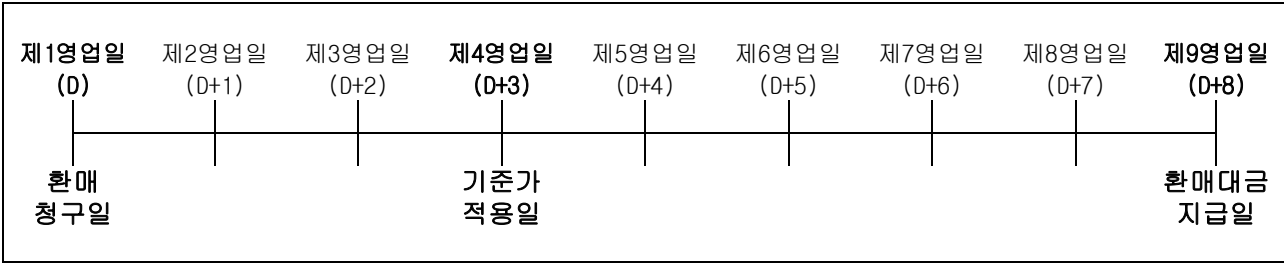 제1영업일 제2영업일 제3영업일 제4영업일 제5영업일 제6영업일 제7영업일 제8영업일 제9영업일
(D) (D+1) (D+2) (D+3) (D+4) (D+5) (D+6) (D+7) (D+8)
환매 기준가 환매대금
청구일 적용일 지급일